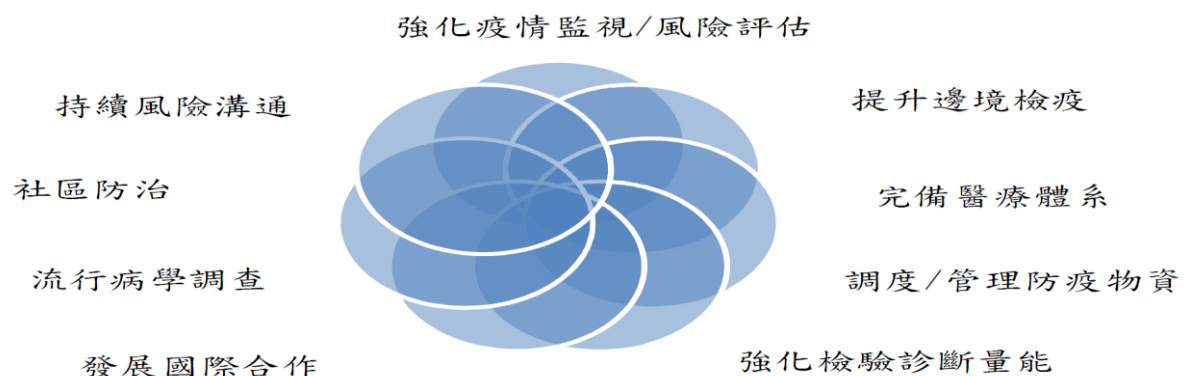 強化疫情監視/風險評估
持續風險溝通
提升邊境檢疫
社區防治
完備醫療體系
流行病學調查
調度/管理防疫物資
發展國際合作
強化檢驗診斷量能